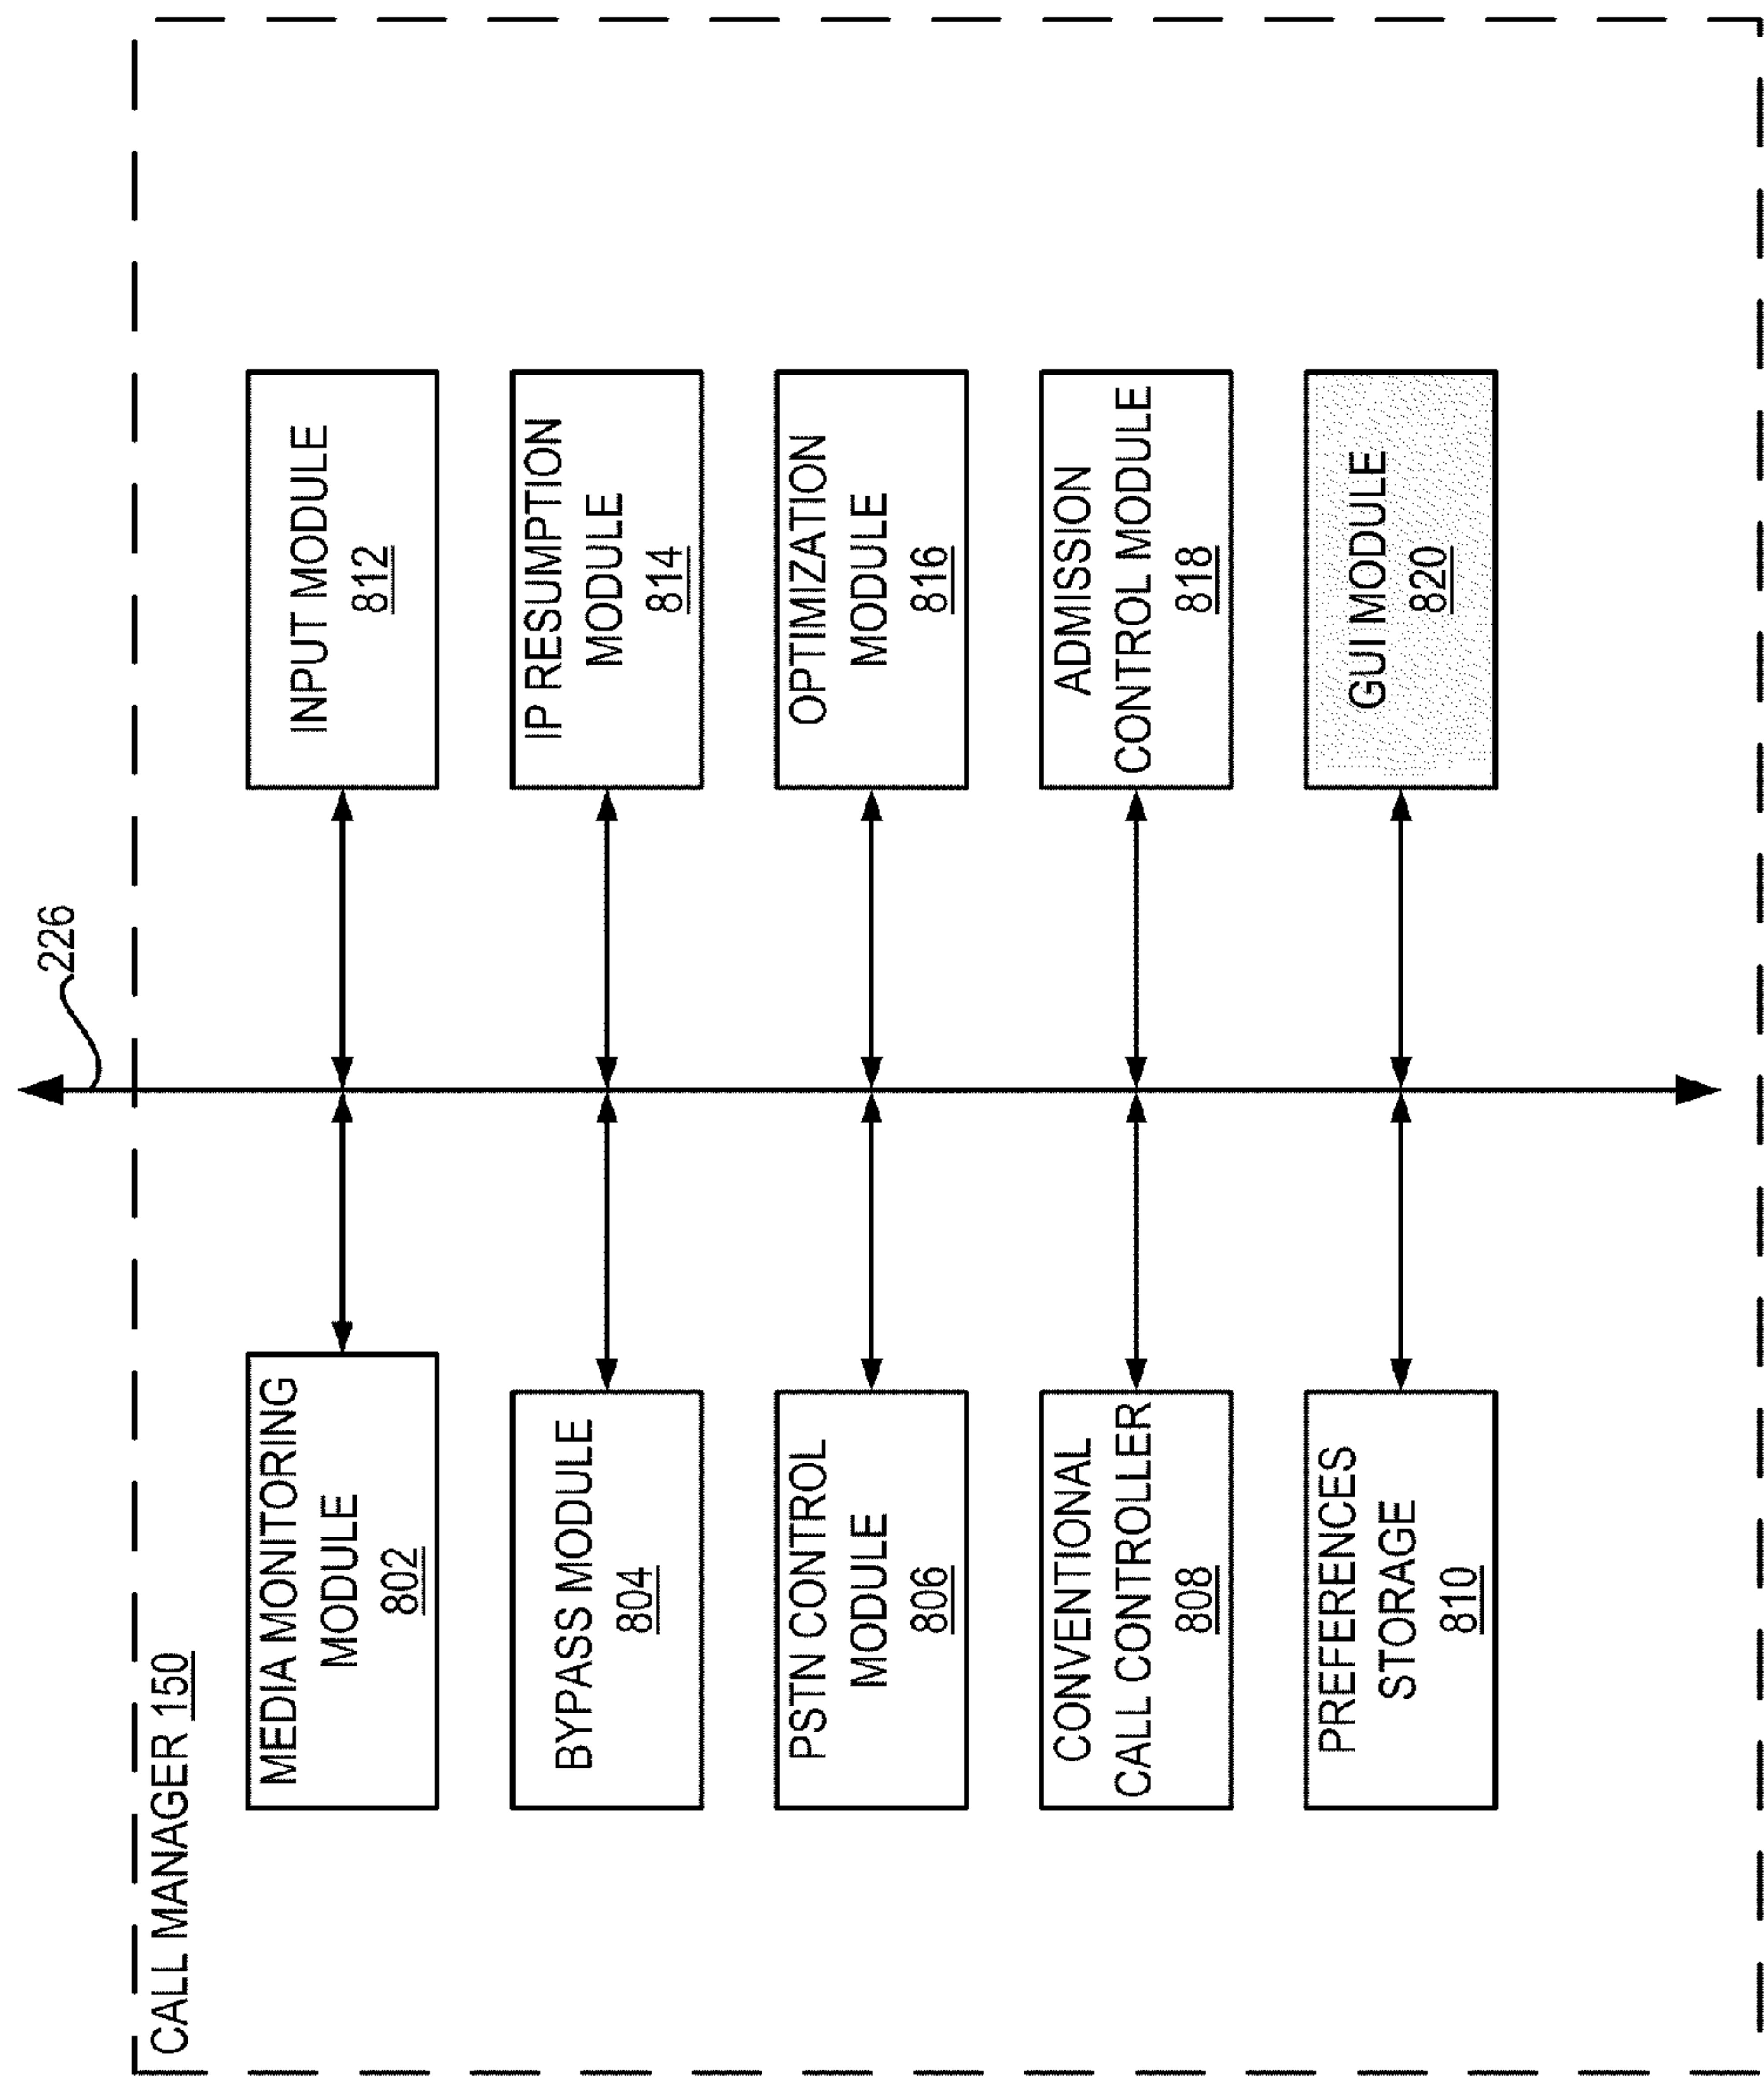 226
CALL MANAGER 150
MEDIA MONITORING
MODULE
802
BYPASS MODULE
804
PSTN CONTROL
MODULE
806
CONVENTIONAL
CALL CONTROLLER
808
PREFERENCES
STORAGE
810
INPUT MODULE
812
IP RESUMPTION
MODULE
814
OPTIMIZATION
MODULE
816
ADMISSION
CONTROL MODULE
818
GUI MODULE
820